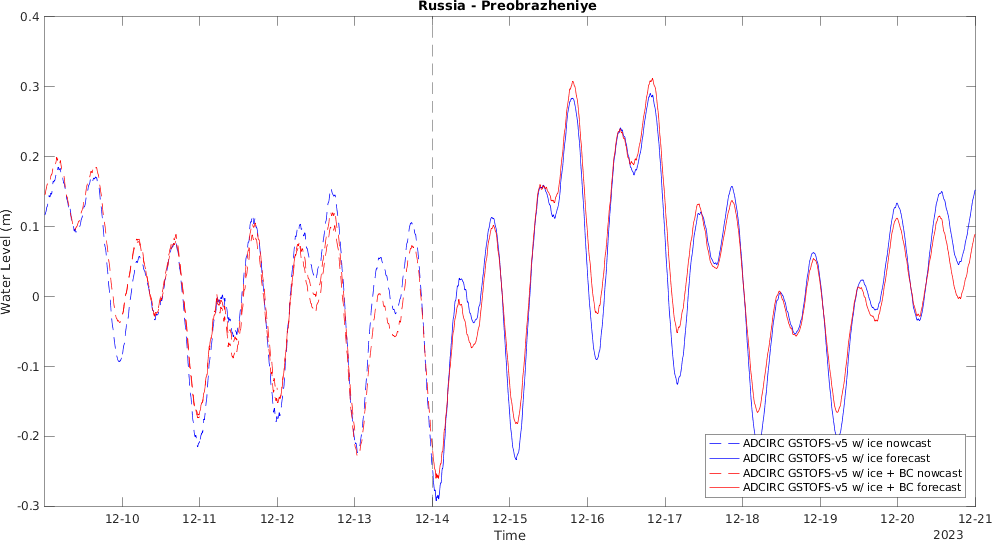 Russia - Preobrazheniye
Water Level (m)
0.4
0.3
0.2
0.1
0
-0.1
-0.2
-0.3
12-10 12-11 12-12 12-13 12-14 12-15 12-16 12-17 12-18 12-19 12-20 12-21
Time
2023
ADCIRC GSTOFS-v5 w/ ice nowcast
ADCIRC GSTOFS-v5 w/ ice forecast
ADCIRC GSTOFS-v5 w/ ice + BC nowcast
ADCIRC GSTOFS-v5 w/ ice + BC forecast